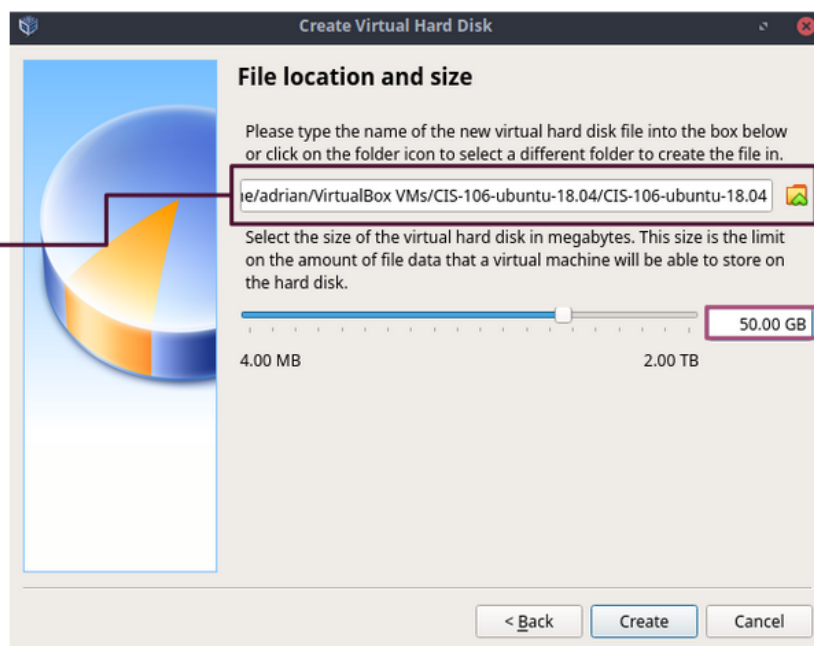 Create Virtual Hard Disk
File location and size
Please type the name of the new virtual hard disk file into the box below
or click on the folder icon to select a different folder to create the file in.
e/adrian/VirtualBox VMs/CIS-106-ubuntu-18.04/CIS-106-ubuntu-18.04
Select the size of the virtual hard disk in megabytes. This size is the limit
on the amount of file data that a virtual machine will be able to store on
the hard disk.
50.00 GB
4.00 MB 2.00 TB
< Back Create Cancel